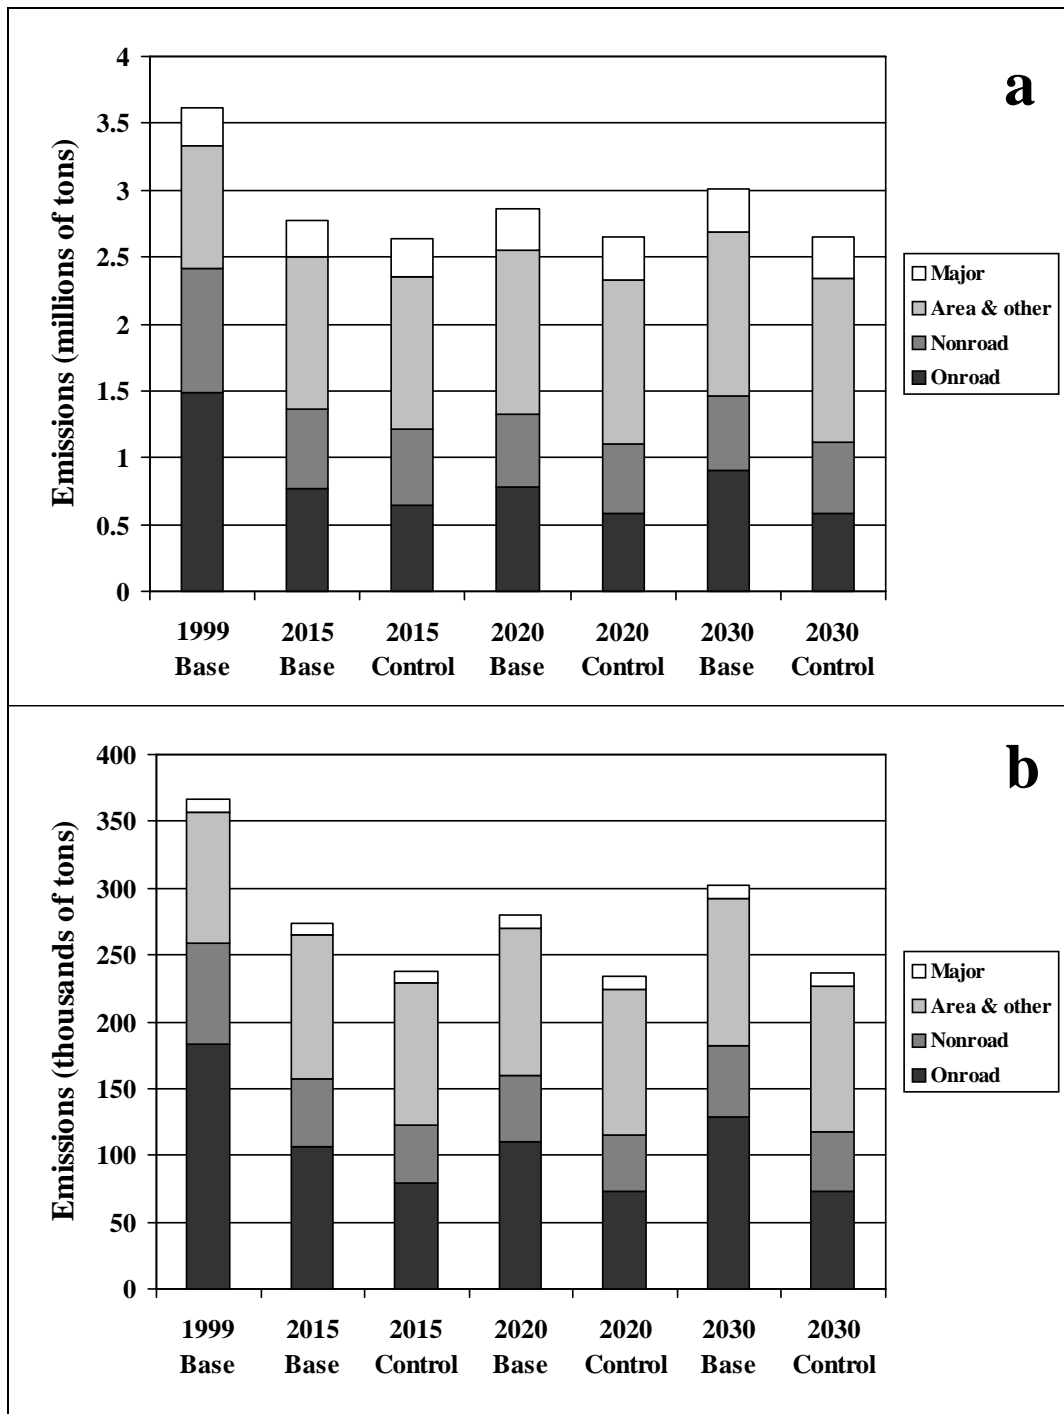 a
Emissions (millions of tons)
4
3.5
3
2.5
2
1.5
1
0.5
0
1999 Base
2015 Base
2015 Control
2020 Base
2020 Control
2030 Base
2030 Control
Major
Area & other
Nonroad
Onroad
b
Emissions (thousands of tons)
400
350
300
250
200
150
100
50
0
1999 Base
2015 Base
2015 Control
2020 Base
2020 Control
2030 Base
2030 Control
Major
Area & other
Nonroad
Onroad